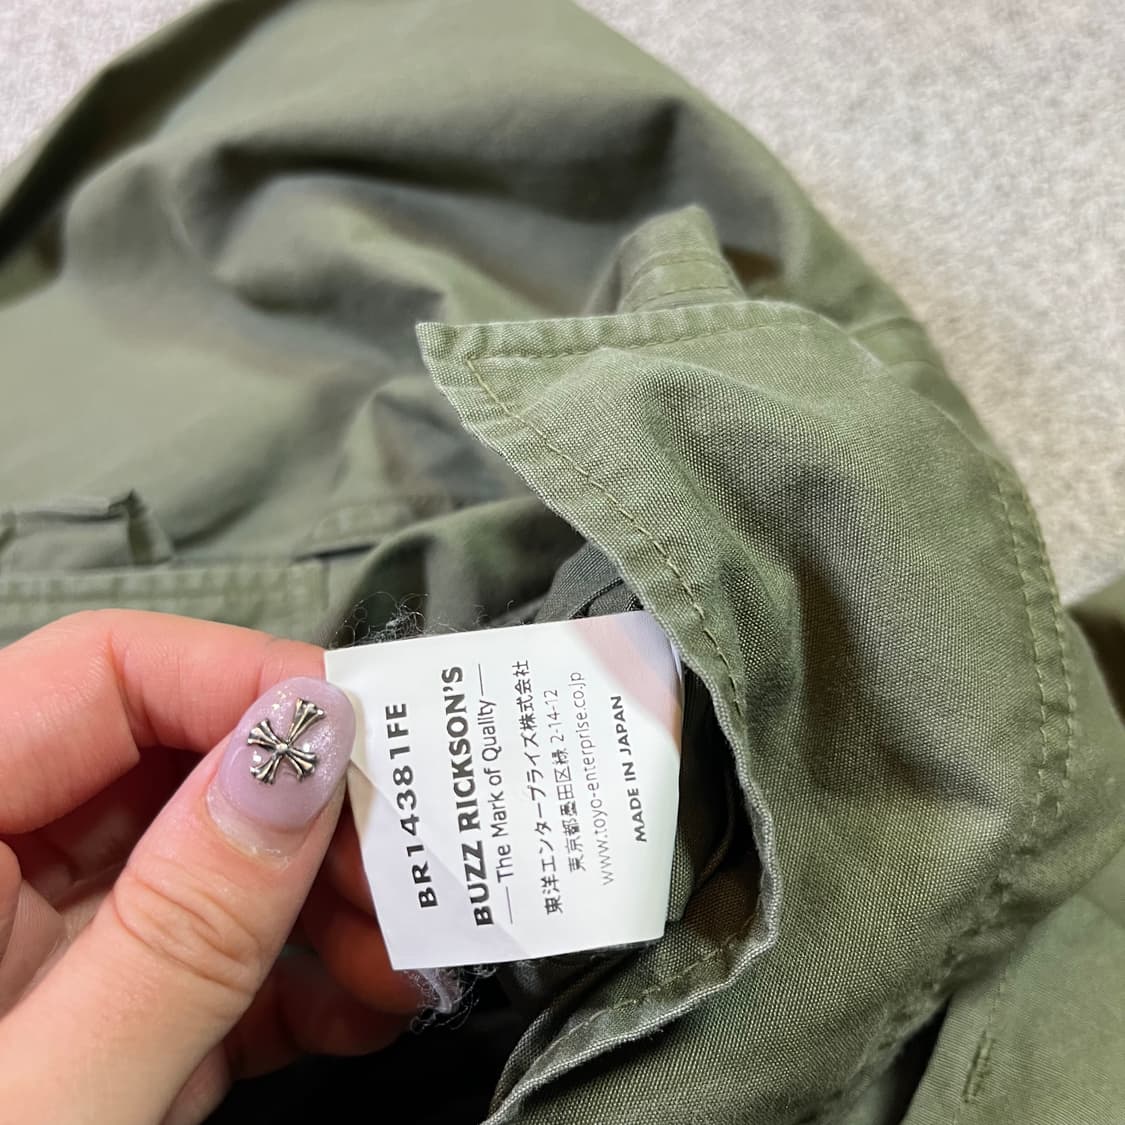 BR14381FE
BUZZ RICKSON'S
The Mark of Quality
東洋エンタープライズ株式会社
東京都墨田区緑 2-14-12
www.toyo-enterprise.co.jp
MADE IN JAPAN